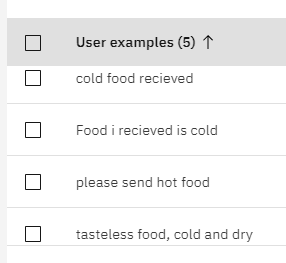 User examples (5) ↑
cold food recieved
Food i recieved is cold
please send hot food
tasteless food, cold and dry